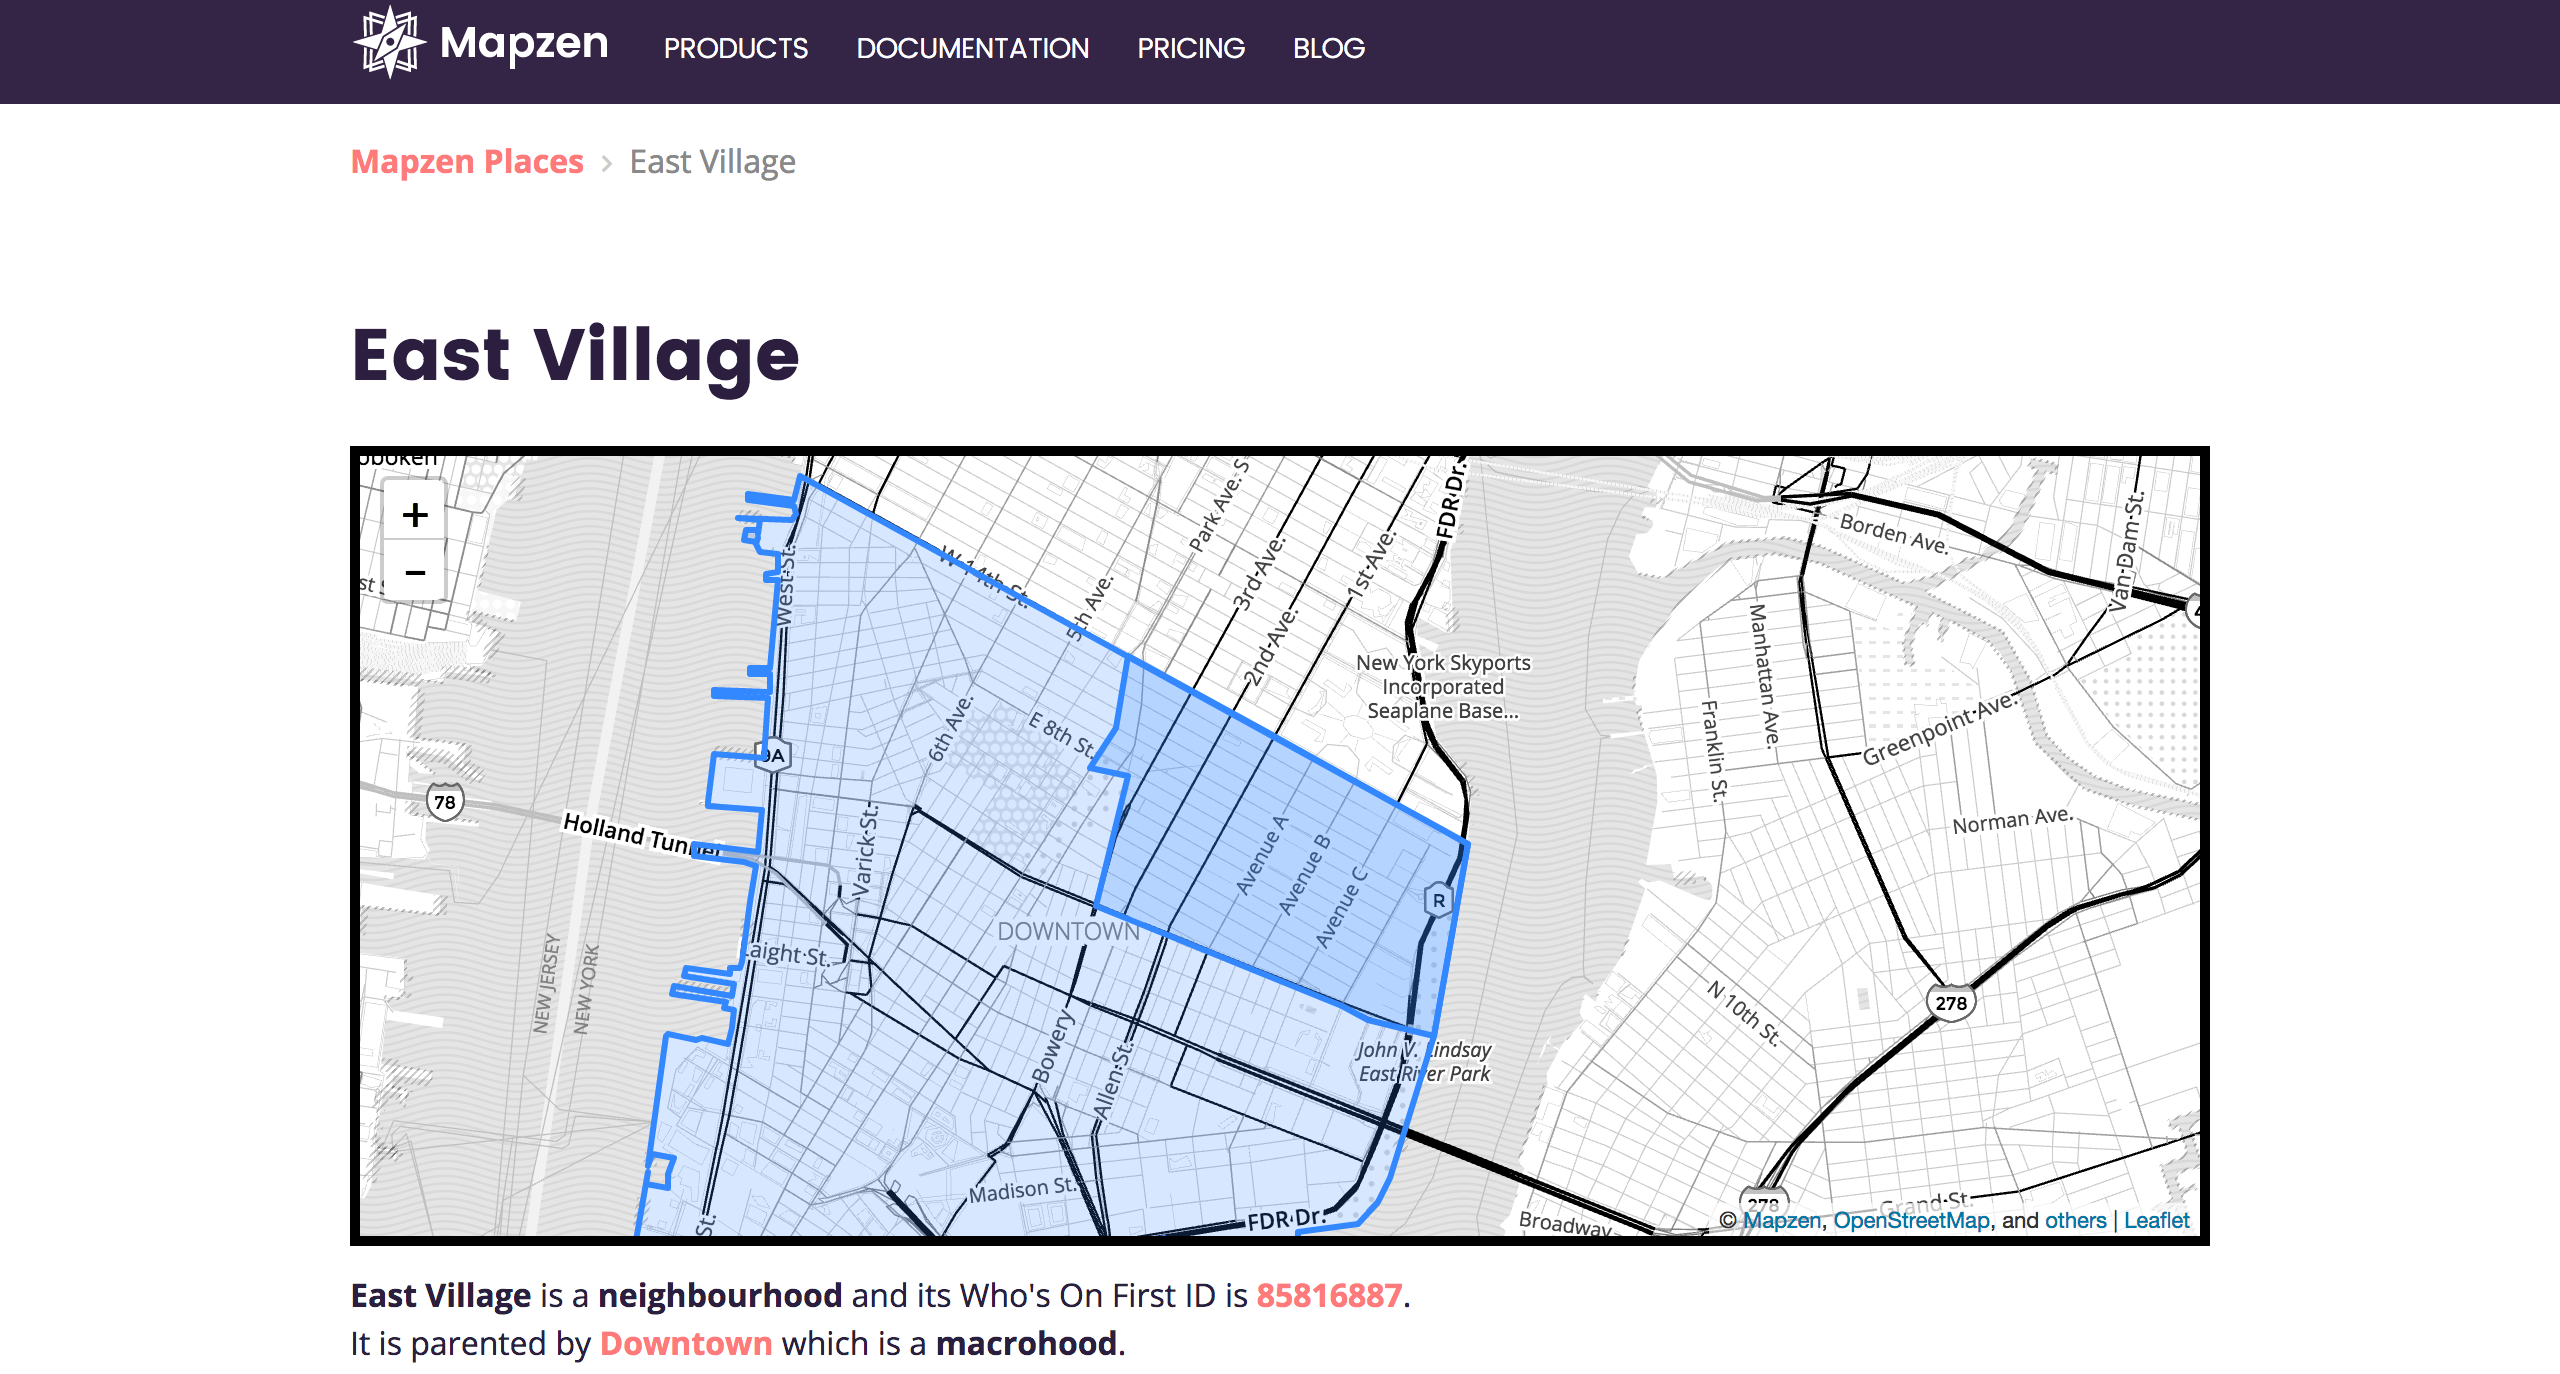 Mapzen PRODUCTS DOCUMENTATION PRICING BLOG
Mapzen Places > East Village
East Village
+
−
W 14th St.
Park Ave. S
3rd Ave.
2nd Ave.
1st Ave.
FDR Dr.
5th Ave.
6th Ave.
E 8th St.
West St.
9A
78
Holland Tunnel
Varick St.
Laight St.
NEW JERSEY
NEW YORK
DOWNTOWN
Bowery
Allen St.
Madison St.
FDR Dr.
St.
Avenue A
Avenue B
Avenue C
R
New York Skyports
Incorporated
Seaplane Base...
John V. Lindsay
East River Park
Borden Ave.
Van Dam St.
Manhattan Ave.
Franklin St.
Greenpoint Ave.
Norman Ave.
N 10th St.
278
278
Grand St.
Broadway
© Mapzen, OpenStreetMap, and others | Leaflet
East Village is a neighbourhood and its Who's On First ID is 85816887.
It is parented by Downtown which is a macrohood.